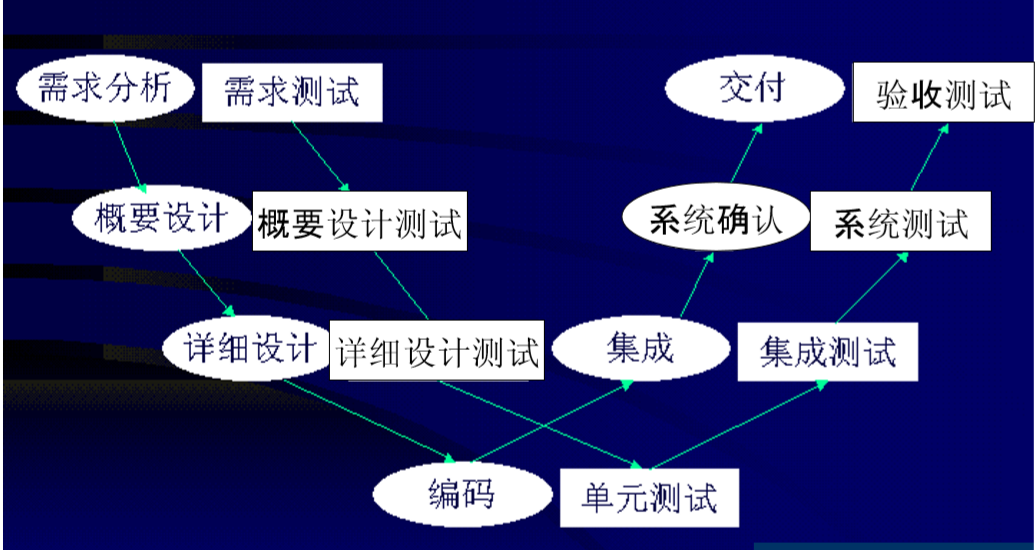 需求分析
需求测试
交付
验收测试
概要设计
概要设计测试
系统确认
系统测试
详细设计
详细设计测试
集成
集成测试
编码
单元测试